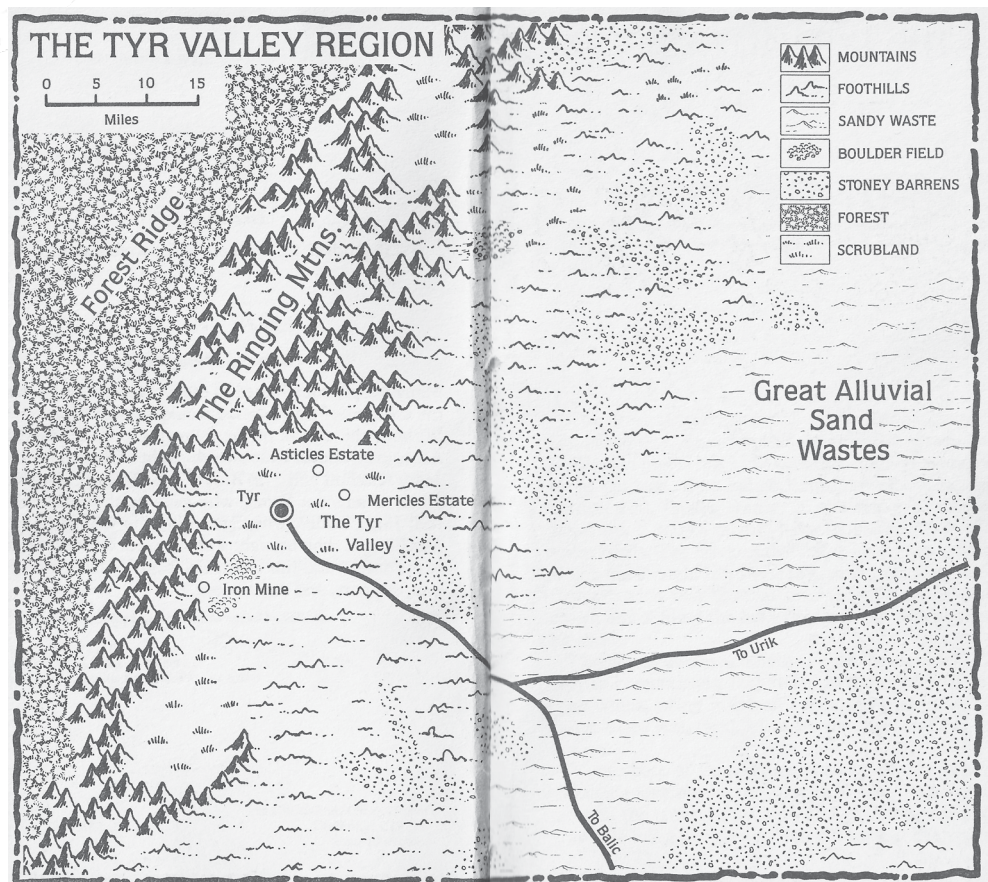 THE TYR VALLEY REGION
0 5 10 15
Miles
MOUNTAINS
FOOTHILLS
SANDY WASTE
BOULDER FIELD
STONEY BARRENS
FOREST
SCRUBLAND
Forest Ridge
The Ringing Mtns.
Great Alluvial
Sand
Wastes
Asticles Estate
Tyr
Mericles Estate
The Tyr
Valley
Iron Mine
To Urik
To Balic